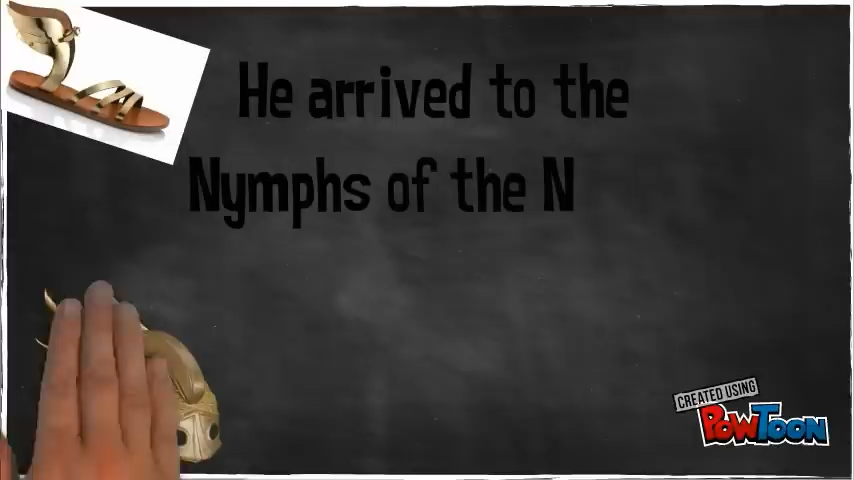 He arrived to the
Nymphs of the N
CREATED USING
POWTOON